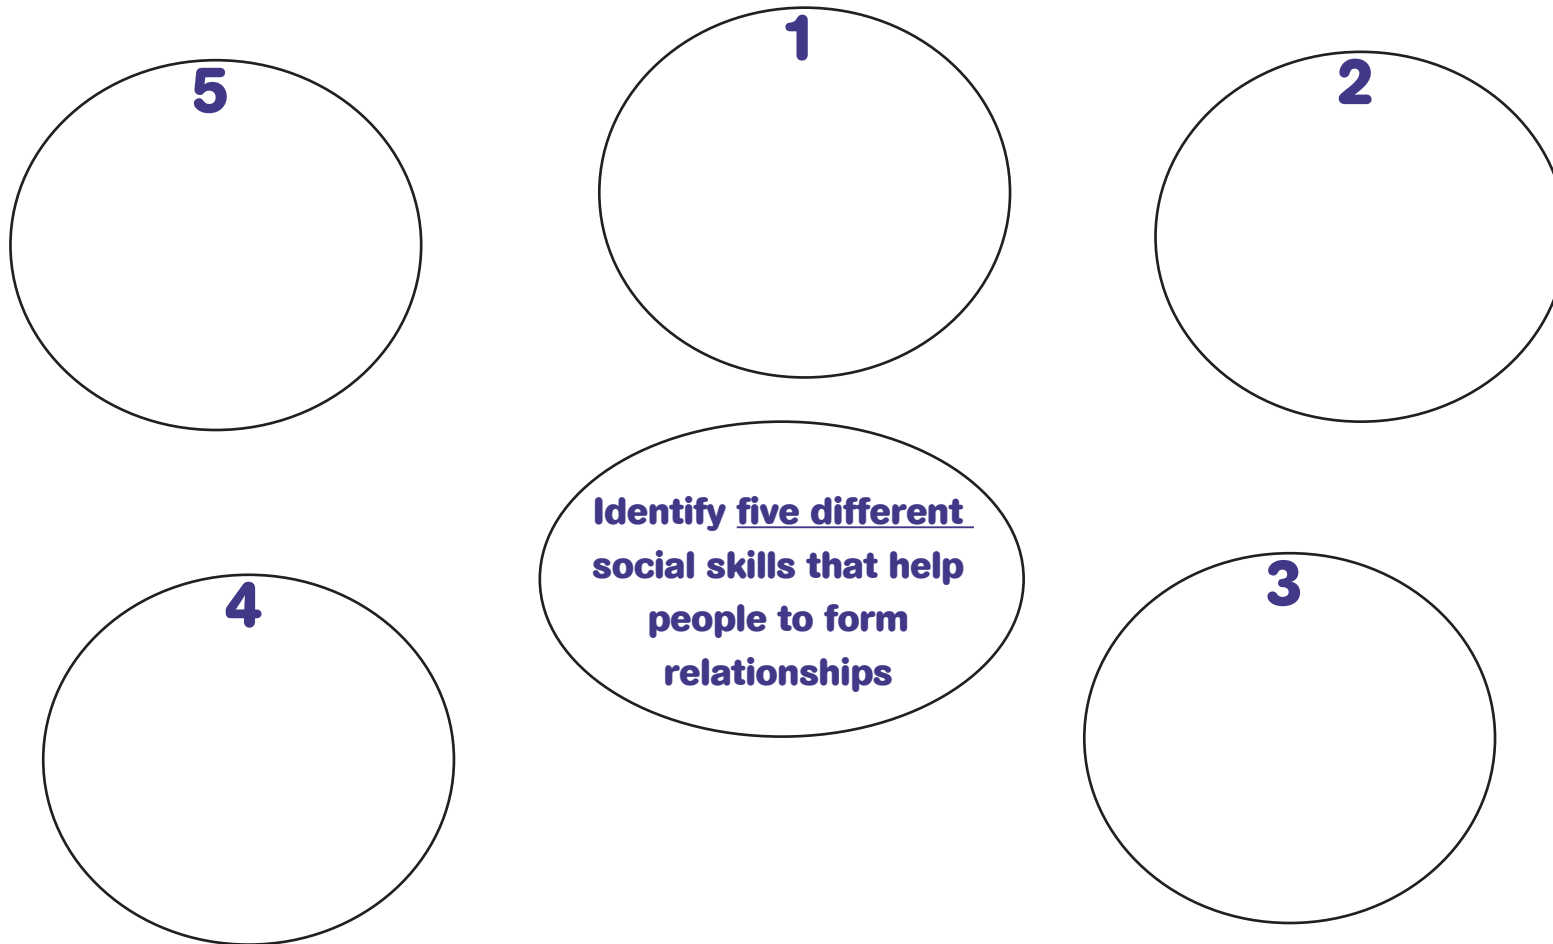 1
5
2
Identify five different
social skills that help
people to form
relationships
4
3